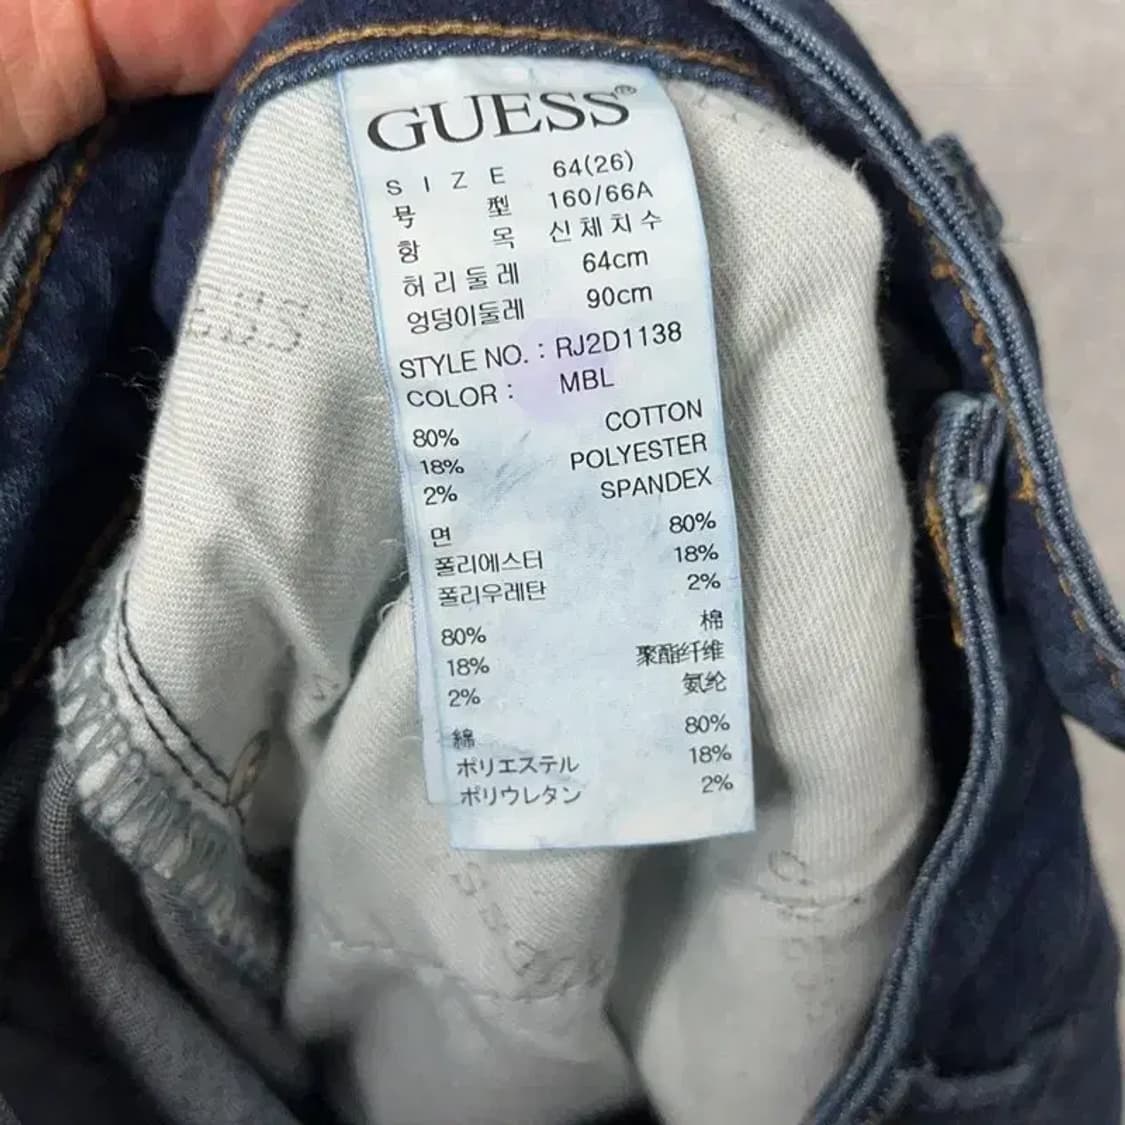 GUESS®
SIZE 64(26)
号型 160/66A
항목 신체치수
허리둘레 64cm
엉덩이둘레 90cm
STYLE NO. : RJ2D1138
COLOR : MBL
80% COTTON
18% POLYESTER
2% SPANDEX
면 80%
폴리에스터 18%
폴리우레탄 2%
80% 棉
18% 聚酯纤维
2% 氨纶
綿 80%
ポリエステル 18%
ポリウレタン 2%